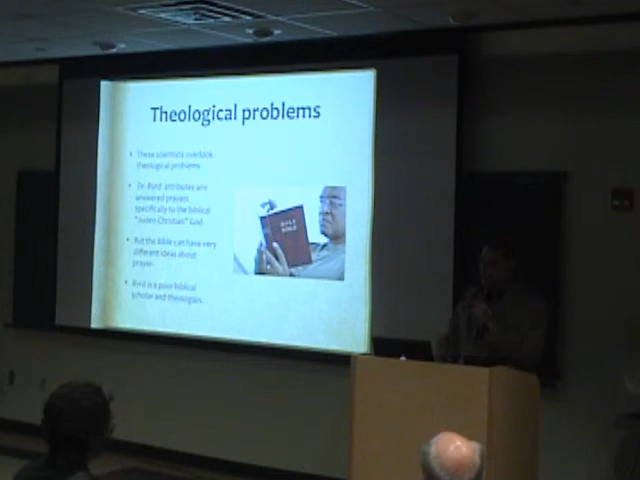 Theological problems
• These scientists overlook
theological problems.
• Dr. Byrd attributes are
answered prayers
specifically to the biblical
"Judeo-Christian" God.
HOLY
BIBLE
• But the Bible can have very
different ideas about
prayer.
• Byrd is a poor biblical
scholar and theologian.